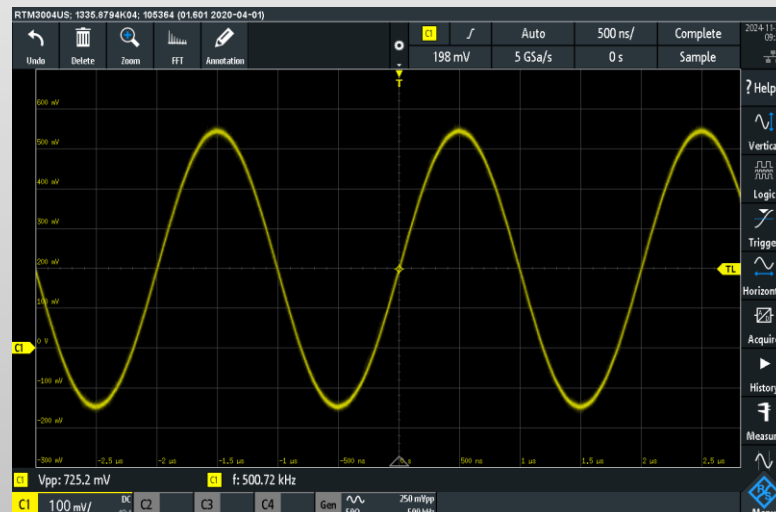 RTM3004US; 1335.8794K04; 105364 (01.601 2020-04-01)
Undo Delete Zoom FFT Annotation
C1 Auto 500 ns/ Complete
198 mV 5 GSa/s 0 s Sample
2024-11-
09:
? Help
Vertica
Logic
Trigge
Horizont
Acquire
History
Measur
T
600 mV
500 mV
400 mV
300 mV
200 mV
100 mV
0 V
-100 mV
-200 mV
-300 mV
TL
C1
-2.5 µs -2 µs -1.5 µs -1 µs -500 ns 0 s 500 ns 1 µs 1.5 µs 2 µs 2.5 µs
C1 Vpp: 725.2 mV C1 f: 500.72 kHz
C1 100 mV/ DC C2 C3 C4 Gen 250 mVpp
R&S